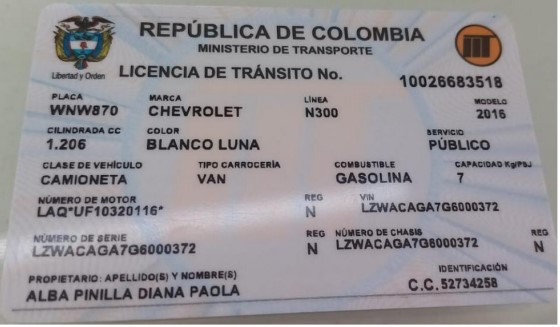 REPÚBLICA DE COLOMBIA
MINISTERIO DE TRANSPORTE
Libertad y Orden
LICENCIA DE TRÁNSITO No. 10026683518
PLACA MARCA LÍNEA MODELO
WNW870 CHEVROLET N300 2016
CILINDRADA CC COLOR SERVICIO
1.206 BLANCO LUNA PÚBLICO
CLASE DE VEHÍCULO TIPO CARROCERÍA COMBUSTIBLE CAPACIDAD Kg/PSJ
CAMIONETA VAN GASOLINA 7
NÚMERO DE MOTOR REG VIN
LAQ*UF10320116* N LZWACAGA7G6000372
NÚMERO DE SERIE REG NÚMERO DE CHASIS REG
LZWACAGA7G6000372 N LZWACAGA7G6000372 N
PROPIETARIO: APELLIDO(S) Y NOMBRE(S) IDENTIFICACIÓN
ALBA PINILLA DIANA PAOLA C.C. 52734258